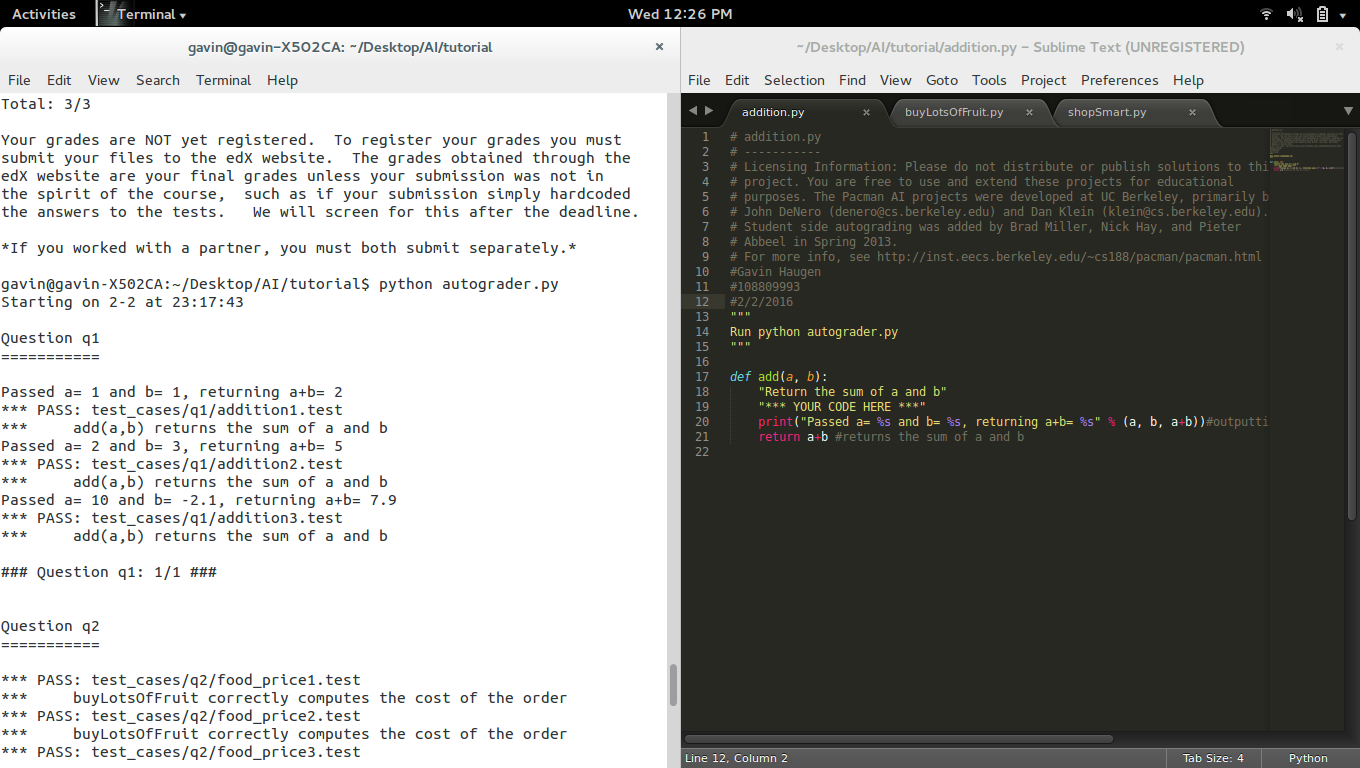 Activities
Terminal
Wed 12:26 PM
gavin@gavin-X502CA: ~/Desktop/AI/tutorial
File Edit View Search Terminal Help
Total: 3/3
Your grades are NOT yet registered.  To register your grades you must
submit your files to the edX website.  The grades obtained through the
edX website are your final grades unless your submission was not in
the spirit of the course,  such as if your submission simply hardcoded
the answers to the tests.   We will screen for this after the deadline.
*If you worked with a partner, you must both submit separately.*
gavin@gavin-X502CA:~/Desktop/AI/tutorial$ python autograder.py
Starting on 2-2 at 23:17:43
Question q1
===========
Passed a= 1 and b= 1, returning a+b= 2
*** PASS: test_cases/q1/addition1.test
***     add(a,b) returns the sum of a and b
Passed a= 2 and b= 3, returning a+b= 5
*** PASS: test_cases/q1/addition2.test
***     add(a,b) returns the sum of a and b
Passed a= 10 and b= -2.1, returning a+b= 7.9
*** PASS: test_cases/q1/addition3.test
***     add(a,b) returns the sum of a and b
### Question q1: 1/1 ###
Question q2
===========
*** PASS: test_cases/q2/food_price1.test
***     buyLotsOfFruit correctly computes the cost of the order
*** PASS: test_cases/q2/food_price2.test
***     buyLotsOfFruit correctly computes the cost of the order
*** PASS: test_cases/q2/food_price3.test
~/Desktop/AI/tutorial/addition.py – Sublime Text (UNREGISTERED)
File Edit Selection Find View Goto Tools Project Preferences Help
addition.py
buyLotsOfFruit.py
shopSmart.py
1 # addition.py
2 # -----------
3 # Licensing Information: Please do not distribute or publish solutions to thi
4 # project. You are free to use and extend these projects for educational
5 # purposes. The Pacman AI projects were developed at UC Berkeley, primarily b
6 # John DeNero (denero@cs.berkeley.edu) and Dan Klein (klein@cs.berkeley.edu).
7 # Student side autograding was added by Brad Miller, Nick Hay, and Pieter
8 # Abbeel in Spring 2013.
9 # For more info, see http://inst.eecs.berkeley.edu/~cs188/pacman/pacman.html
10 #Gavin Haugen
11 #108809993
12 #2/2/2016
13 """
14 Run python autograder.py
15 """
16
17 def add(a, b):
18     "Return the sum of a and b"
19     "*** YOUR CODE HERE ***"
20     print("Passed a= %s and b= %s, returning a+b= %s" % (a, b, a+b))#outputti
21     return a+b #returns the sum of a and b
22
Line 12, Column 2
Tab Size: 4
Python